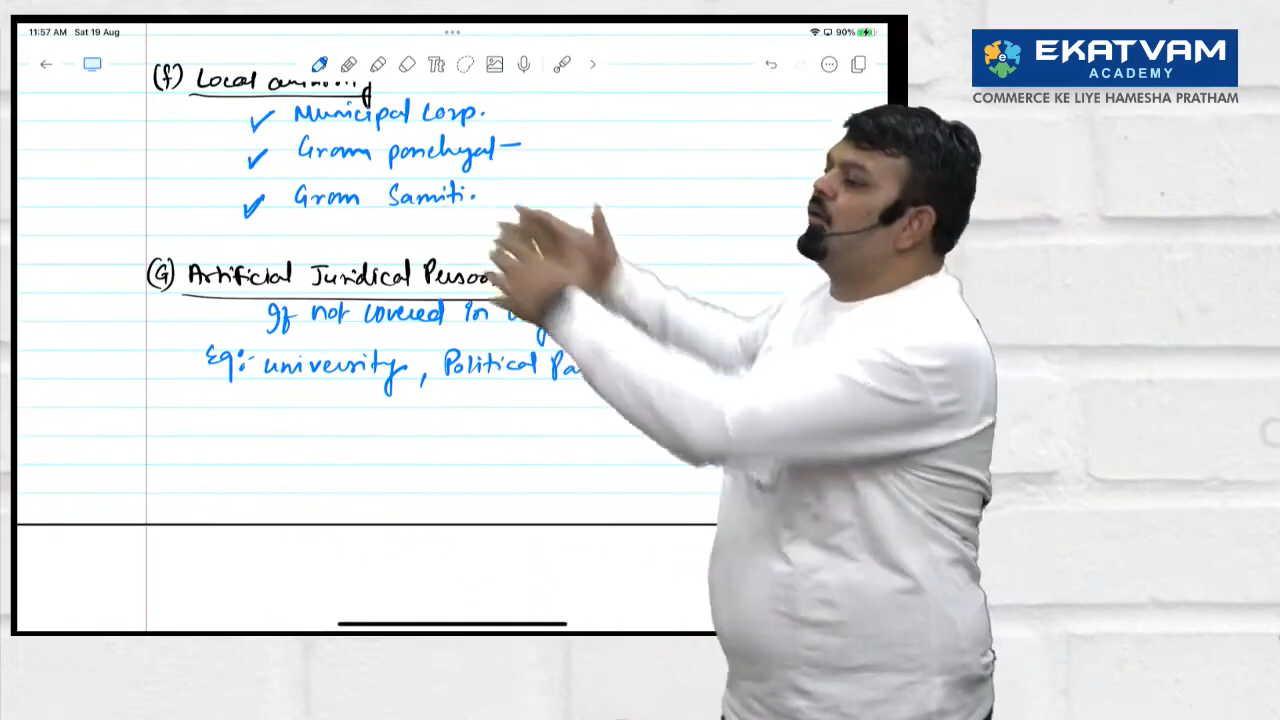 11:57 AM Sat 19 Aug
90%
EKATVAM
ACADEMY
COMMERCE KE LIYE HAMESHA PRATHAM
(f) Local
✓ Municipal Corp.
✓ Gram panchyat
✓ Gram Samiti.
(G) Artificial Juridical Person
If not covered in
Eg:- university, Political Pa